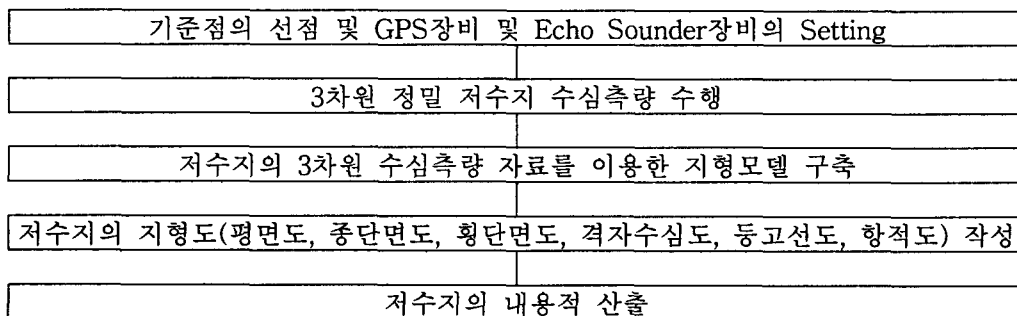 기준점의 선점 및 GPS장비 및 Echo Sounder장비의 Setting
3차원 정밀 저수지 수심측량 수행
저수지의 3차원 수심측량 자료를 이용한 지형모델 구축
저수지의 지형도(평면도, 종단면도, 횡단면도, 격자수심도, 등고선도, 항적도) 작성
저수지의 내용적 산출